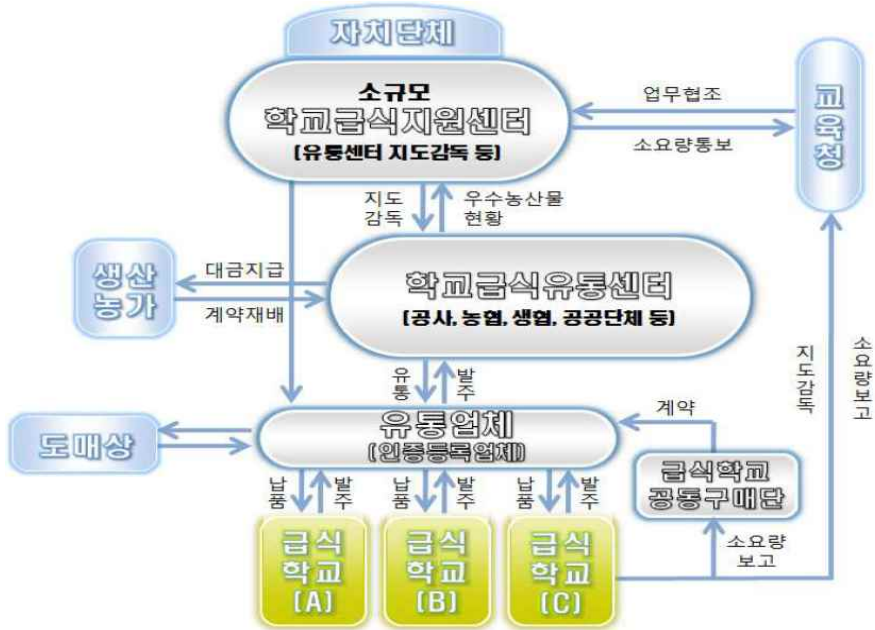 자치단체
소규모
학교급식지원센터
(유통센터 지도감독 등)
업무협조
소요량통보
교육청
지도
감독
우수농산물
현황
생산
농가
대금지급
계약재배
학교급식유통센터
(공사, 농협, 생협, 공공단체 등)
유통
발주
지도감독
소요량보고
도매상
유통업체
(인증등록업체)
계약
급식학교
공동구매단
납품
발주
납품
발주
납품
발주
급식
학교
(A)
급식
학교
(B)
급식
학교
(C)
소요량
보고